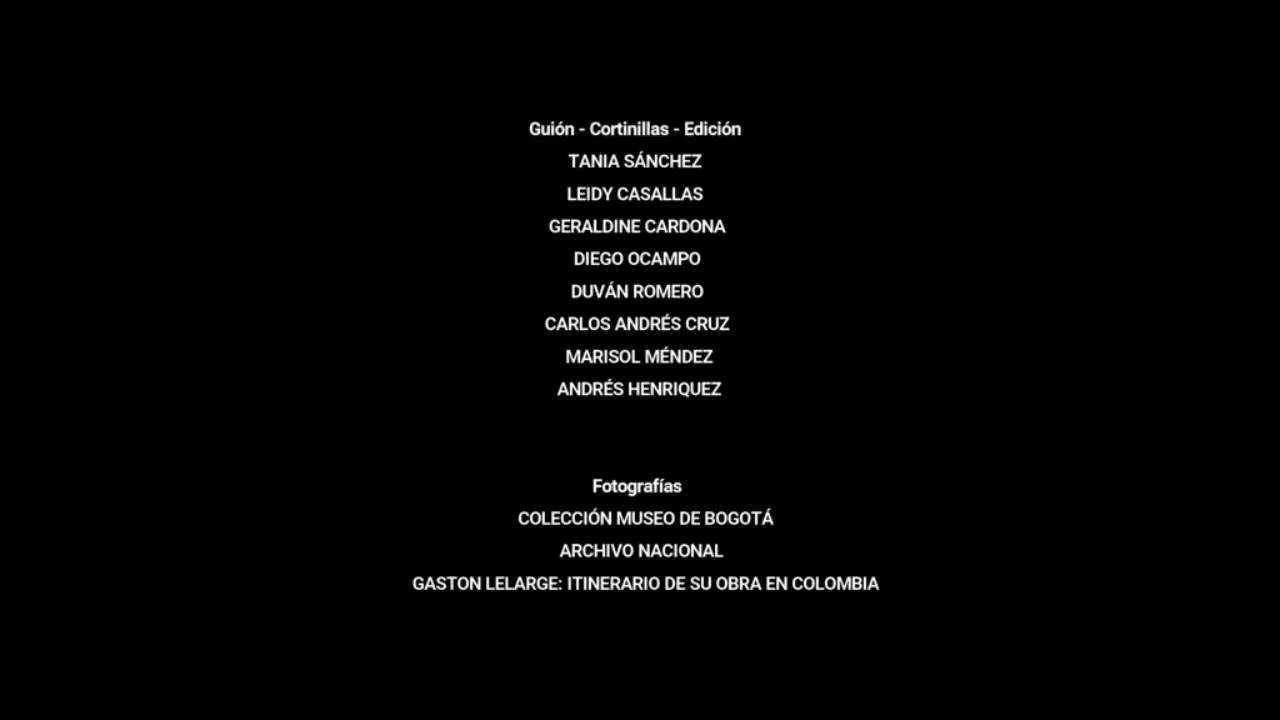 Guión - Cortinillas - Edición
TANIA SÁNCHEZ
LEIDY CASALLAS
GERALDINE CARDONA
DIEGO OCAMPO
DUVÁN ROMERO
CARLOS ANDRÉS CRUZ
MARISOL MÉNDEZ
ANDRÉS HENRIQUEZ
Fotografías
COLECCIÓN MUSEO DE BOGOTÁ
ARCHIVO NACIONAL
GASTON LELARGE: ITINERARIO DE SU OBRA EN COLOMBIA